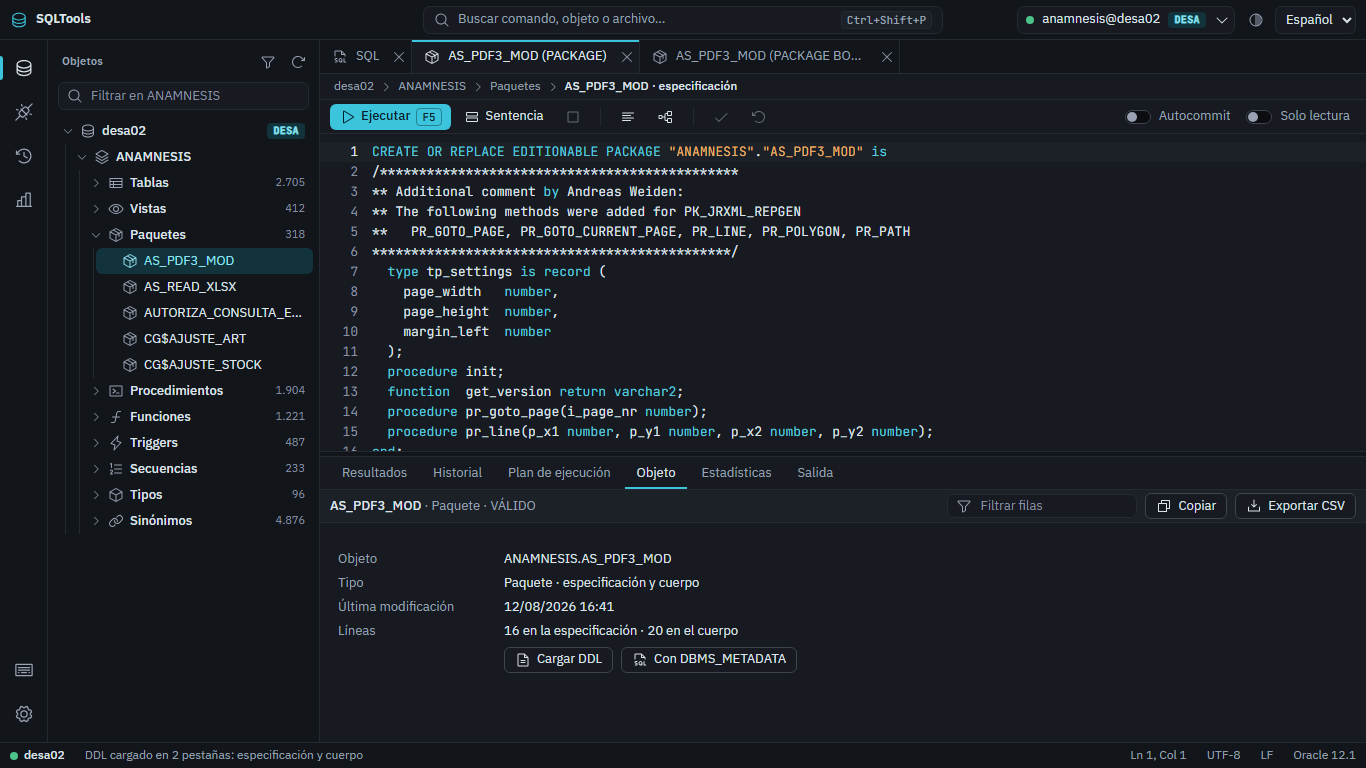 SQLTools
Buscar comando, objeto o archivo...
Ctrl+Shift+P
anamnesis@desa02 DESA
Español
Objetos
Filtrar en ANAMNESIS
desa02 DESA
ANAMNESIS
Tablas 2.705
Vistas 412
Paquetes 318
AS_PDF3_MOD
AS_READ_XLSX
AUTORIZA_CONSULTA_E...
CG$AJUSTE_ART
CG$AJUSTE_STOCK
Procedimientos 1.904
Funciones 1.221
Triggers 487
Secuencias 233
Tipos 96
Sinónimos 4.876
SQL
AS_PDF3_MOD (PACKAGE)
AS_PDF3_MOD (PACKAGE BO...
desa02 > ANAMNESIS > Paquetes > AS_PDF3_MOD · especificación
Ejecutar F5
Sentencia
Autocommit
Solo lectura
1 CREATE OR REPLACE EDITIONABLE PACKAGE "ANAMNESIS"."AS_PDF3_MOD" is
2 /**********************************************
3 ** Additional comment by Andreas Weiden:
4 ** The following methods were added for PK_JRXML_REPGEN
5 **   PR_GOTO_PAGE, PR_GOTO_CURRENT_PAGE, PR_LINE, PR_POLYGON, PR_PATH
6 **********************************************/
7   type tp_settings is record (
8     page_width   number,
9     page_height  number,
10     margin_left  number
11   );
12   procedure init;
13   function  get_version return varchar2;
14   procedure pr_goto_page(i_page_nr number);
15   procedure pr_line(p_x1 number, p_y1 number, p_x2 number, p_y2 number);
16 end;
Resultados
Historial
Plan de ejecución
Objeto
Estadísticas
Salida
AS_PDF3_MOD · Paquete · VÁLIDO
Filtrar filas
Copiar
Exportar CSV
Objeto ANAMNESIS.AS_PDF3_MOD
Tipo Paquete · especificación y cuerpo
Última modificación 12/08/2026 16:41
Líneas 16 en la especificación · 20 en el cuerpo
Cargar DDL
Con DBMS_METADATA
desa02
DDL cargado en 2 pestañas: especificación y cuerpo
Ln 1, Col 1
UTF-8
LF
Oracle 12.1